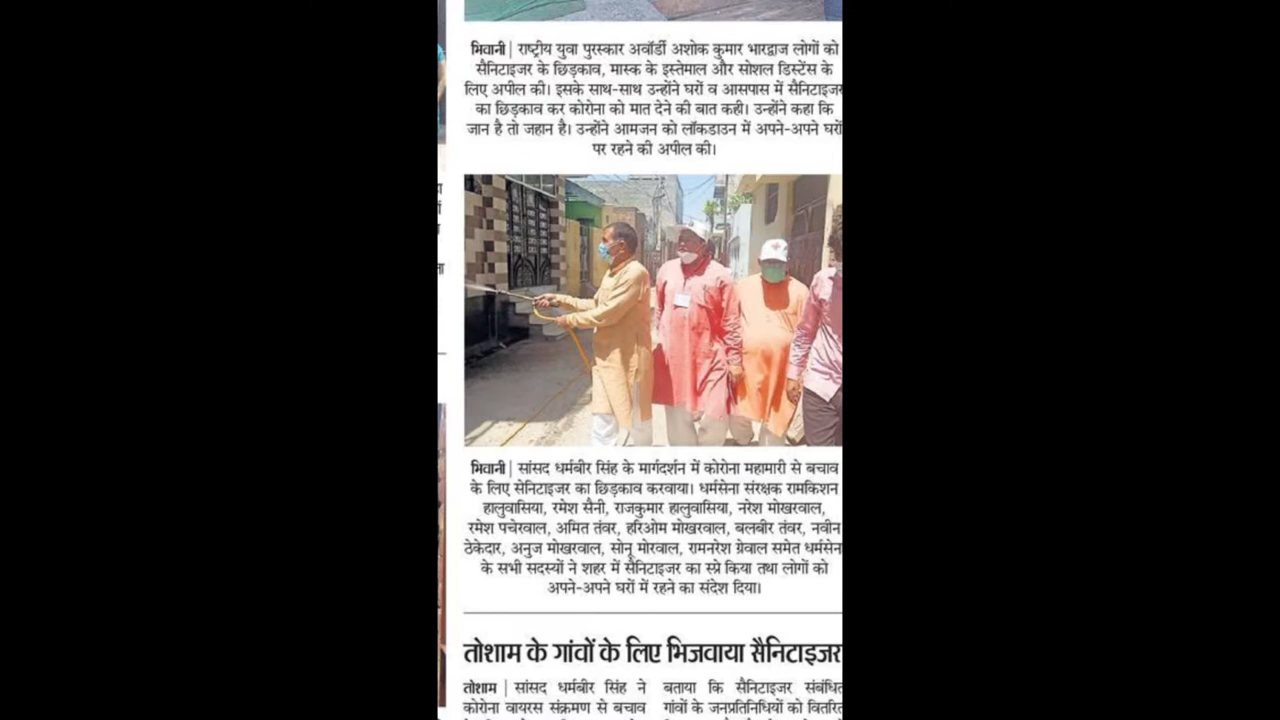 भिवानी| राष्ट्रीय युवा पुरस्कार अवॉर्डी अशोक कुमार भारद्वाज लोगों को
सैनिटाइजर के छिड़काव, मास्क के इस्तेमाल और सोशल डिस्टेंस के
लिए अपील की। इसके साथ-साथ उन्होंने घरों व आसपास में सैनिटाइजर
का छिड़काव कर कोरोना को मात देने की बात कही। उन्होंने कहा कि
जान है तो जहान है। उन्होंने आमजन को लॉकडाउन में अपने-अपने घरों
पर रहने की अपील की।
भिवानी| सांसद धर्मबीर सिंह के मार्गदर्शन में कोरोना महामारी से बचाव
के लिए सेनिटाइजर का छिड़काव करवाया। धर्मसेना संरक्षक रामकिशन
हालुवासिया, रमेश सैनी, राजकुमार हालुवासिया, नरेश मोखरवाल,
रमेश पचेरवाल, अमित तंवर, हरिओम मोखरवाल, बलबीर तंवर, नवीन
ठेकेदार, अनुज मोखरवाल, सोनू मोरवाल, रामनरेश ग्रेवाल समेत धर्मसेन
के सभी सदस्यों ने शहर में सैनिटाइजर का स्प्रे किया तथा लोगों को
अपने-अपने घरों में रहने का संदेश दिया।
तोशाम के गांवों के लिए भिजवाया सैनिटाइजर
तोशाम| सांसद धर्मबीर सिंह ने
कोरोना वायरस संक्रमण से बचाव
बताया कि सैनिटाइजर संबंधित
गांवों के जनप्रतिनिधियों को वितरित